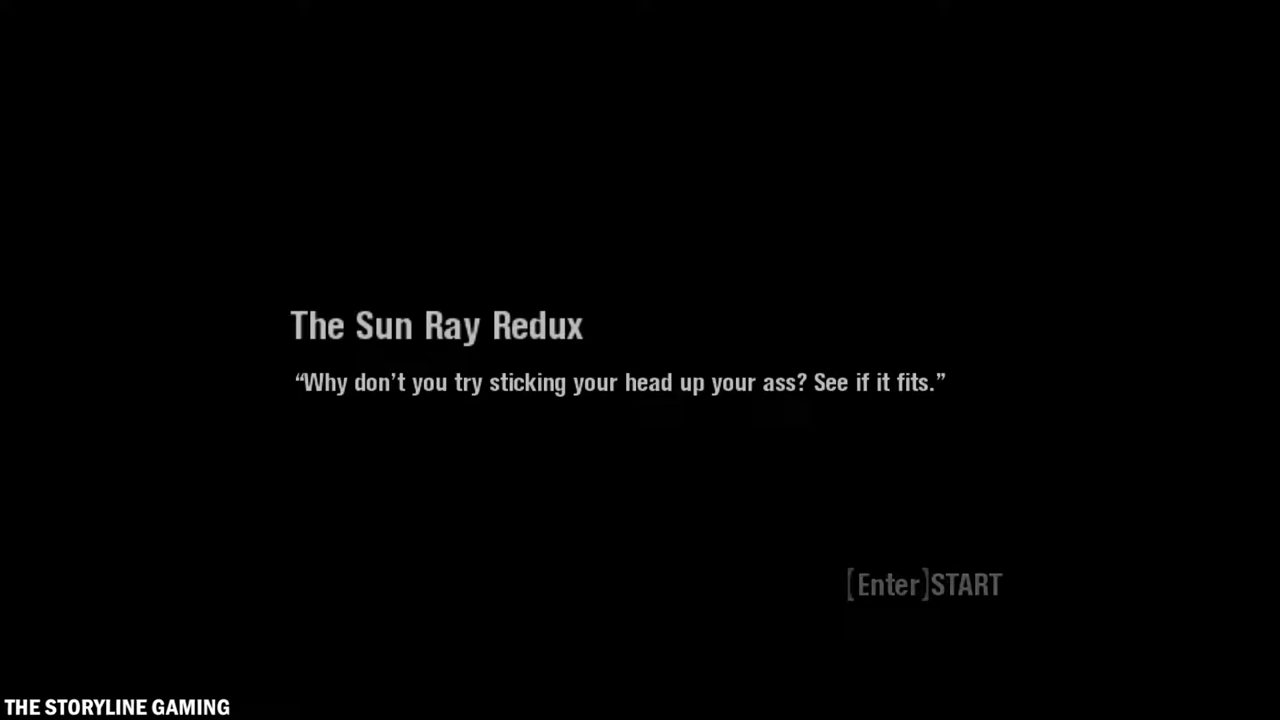 The Sun Ray Redux
“Why don’t you try sticking your head up your ass? See if it fits.”
[Enter]START
THE STORYLINE GAMING